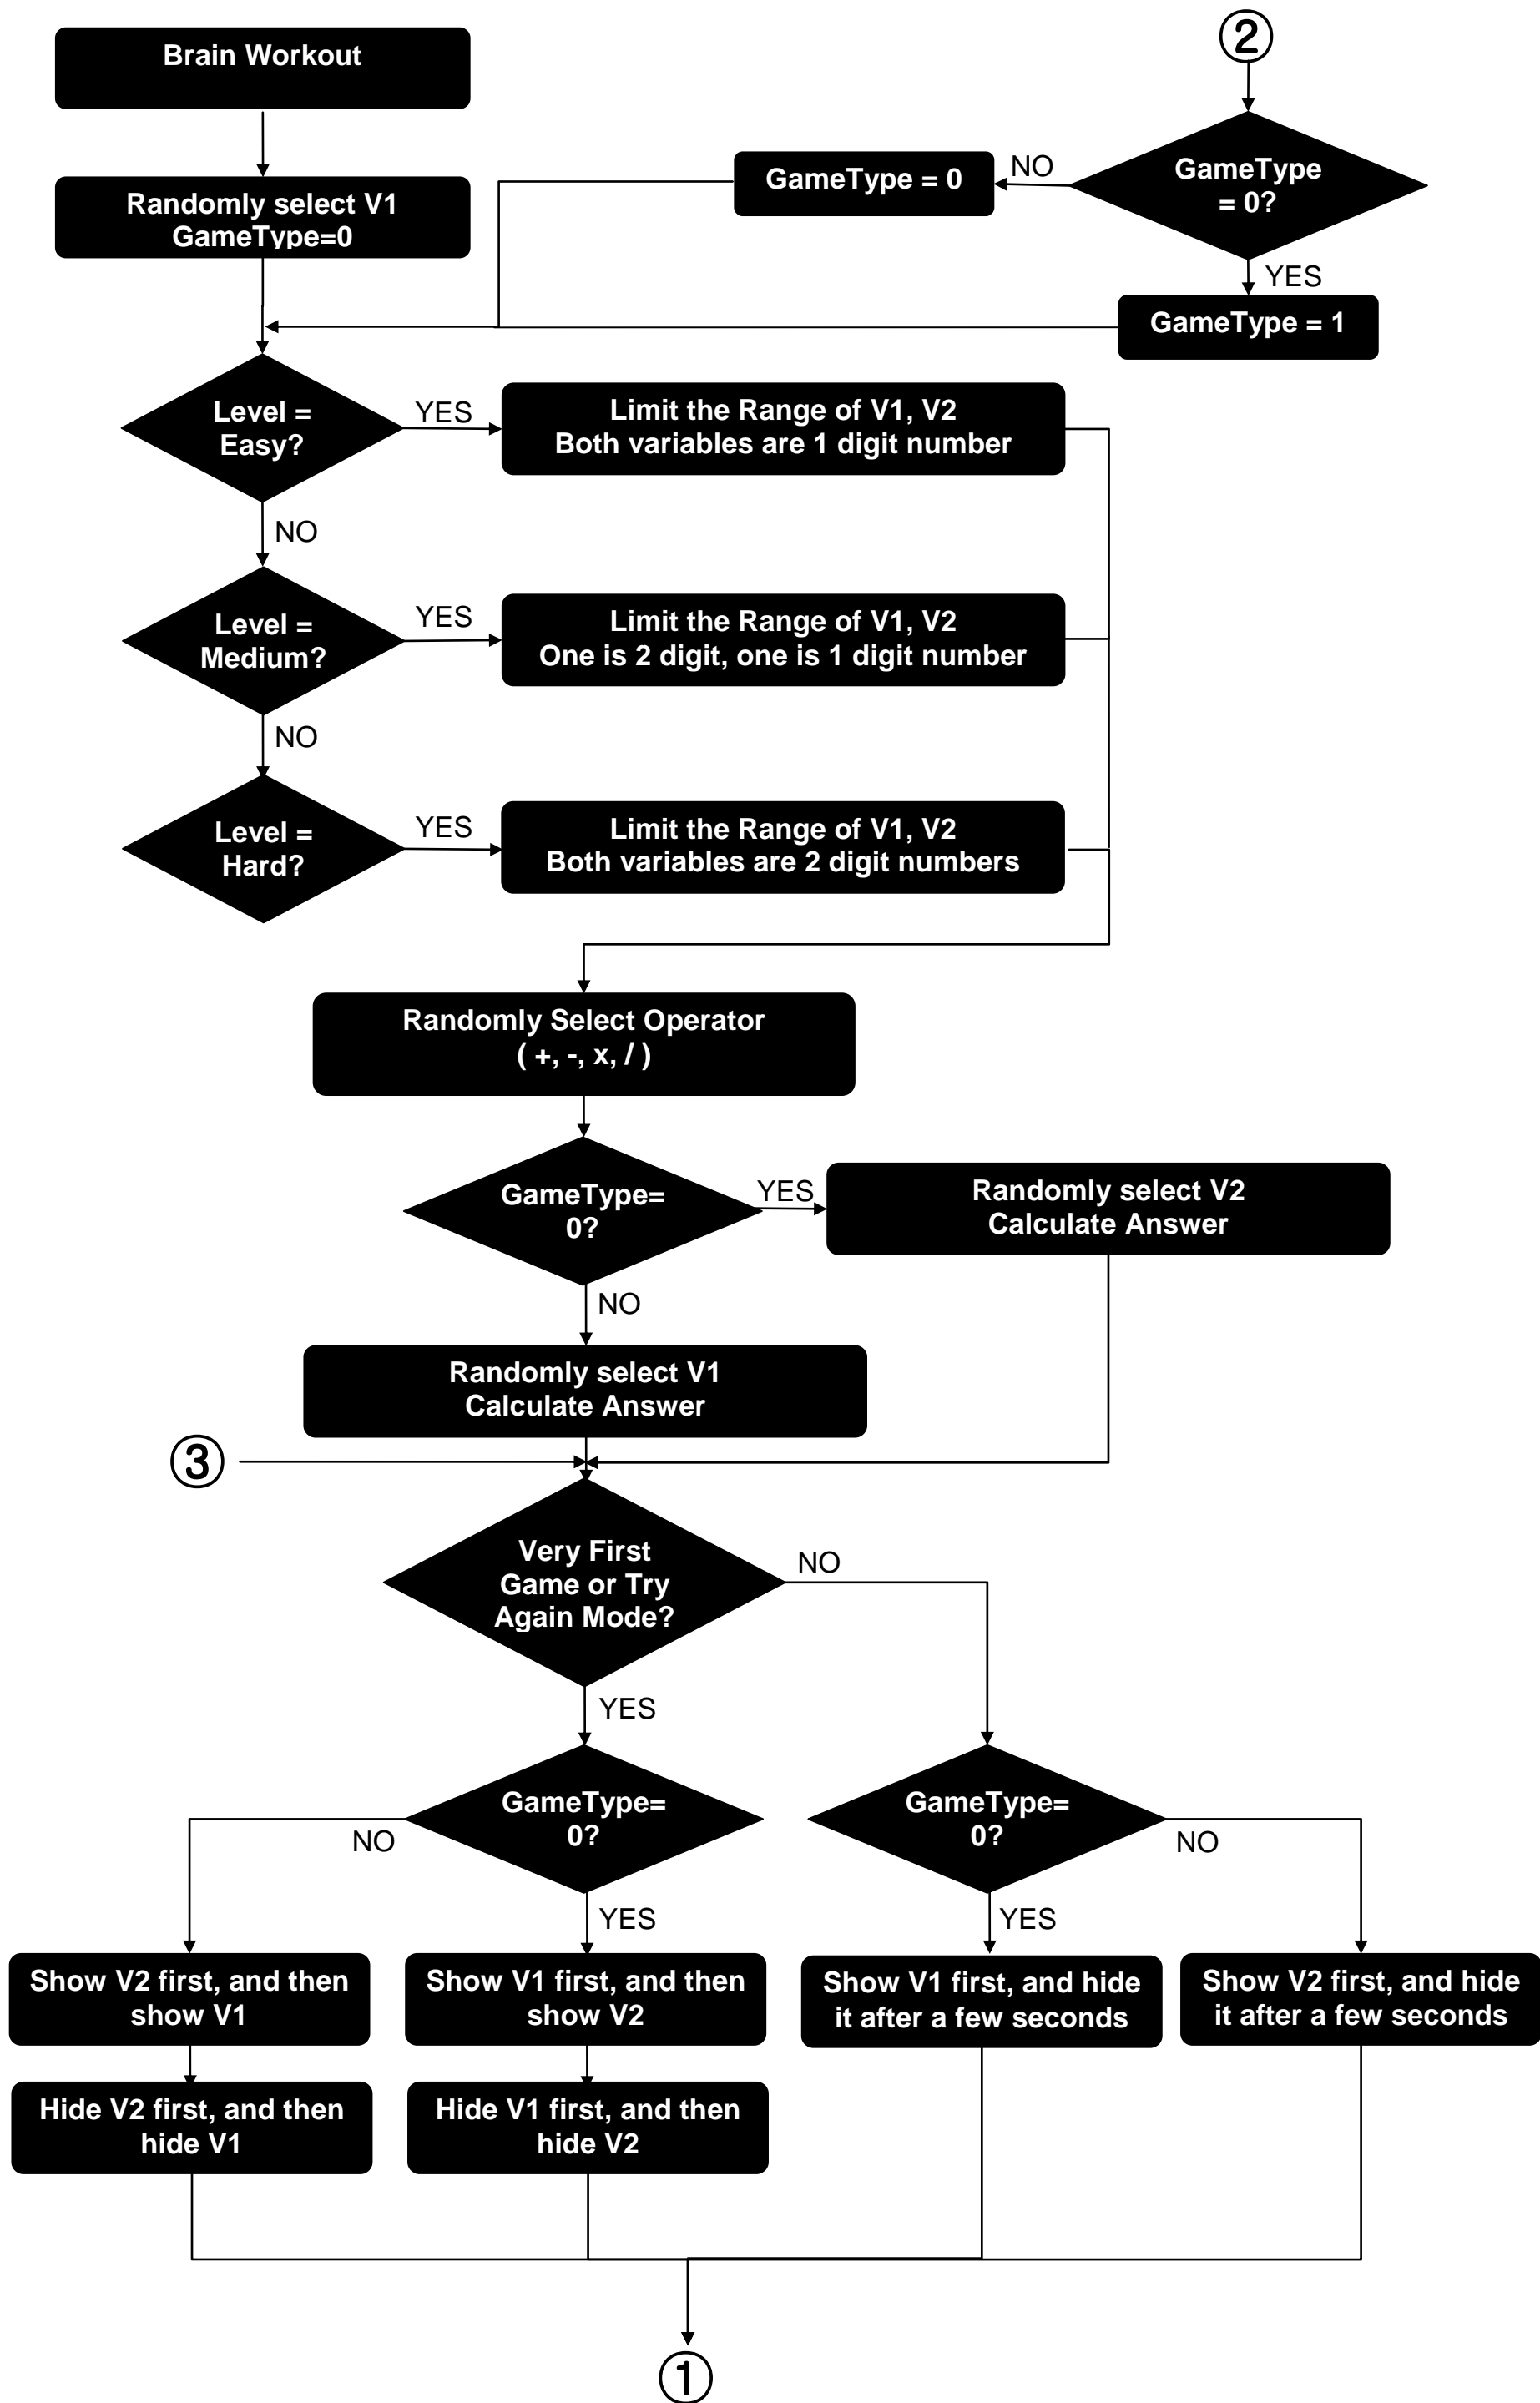 Brain Workout
②
GameType
= 0?
NO
GameType = 0
Randomly select V1
GameType=0
YES
GameType = 1
Level =
Easy?
YES
Limit the Range of V1, V2
Both variables are 1 digit number
NO
Level =
Medium?
YES
Limit the Range of V1, V2
One is 2 digit, one is 1 digit number
NO
Level =
Hard?
YES
Limit the Range of V1, V2
Both variables are 2 digit numbers
Randomly Select Operator
( +, -, x, / )
GameType=
0?
YES
Randomly select V2
Calculate Answer
NO
Randomly select V1
Calculate Answer
③
Very First
Game or Try
Again Mode?
NO
YES
GameType=
0?
NO
YES
GameType=
0?
NO
YES
Show V2 first, and then
show V1
Show V1 first, and then
show V2
Show V1 first, and hide
it after a few seconds
Show V2 first, and hide
it after a few seconds
Hide V2 first, and then
hide V1
Hide V1 first, and then
hide V2
①